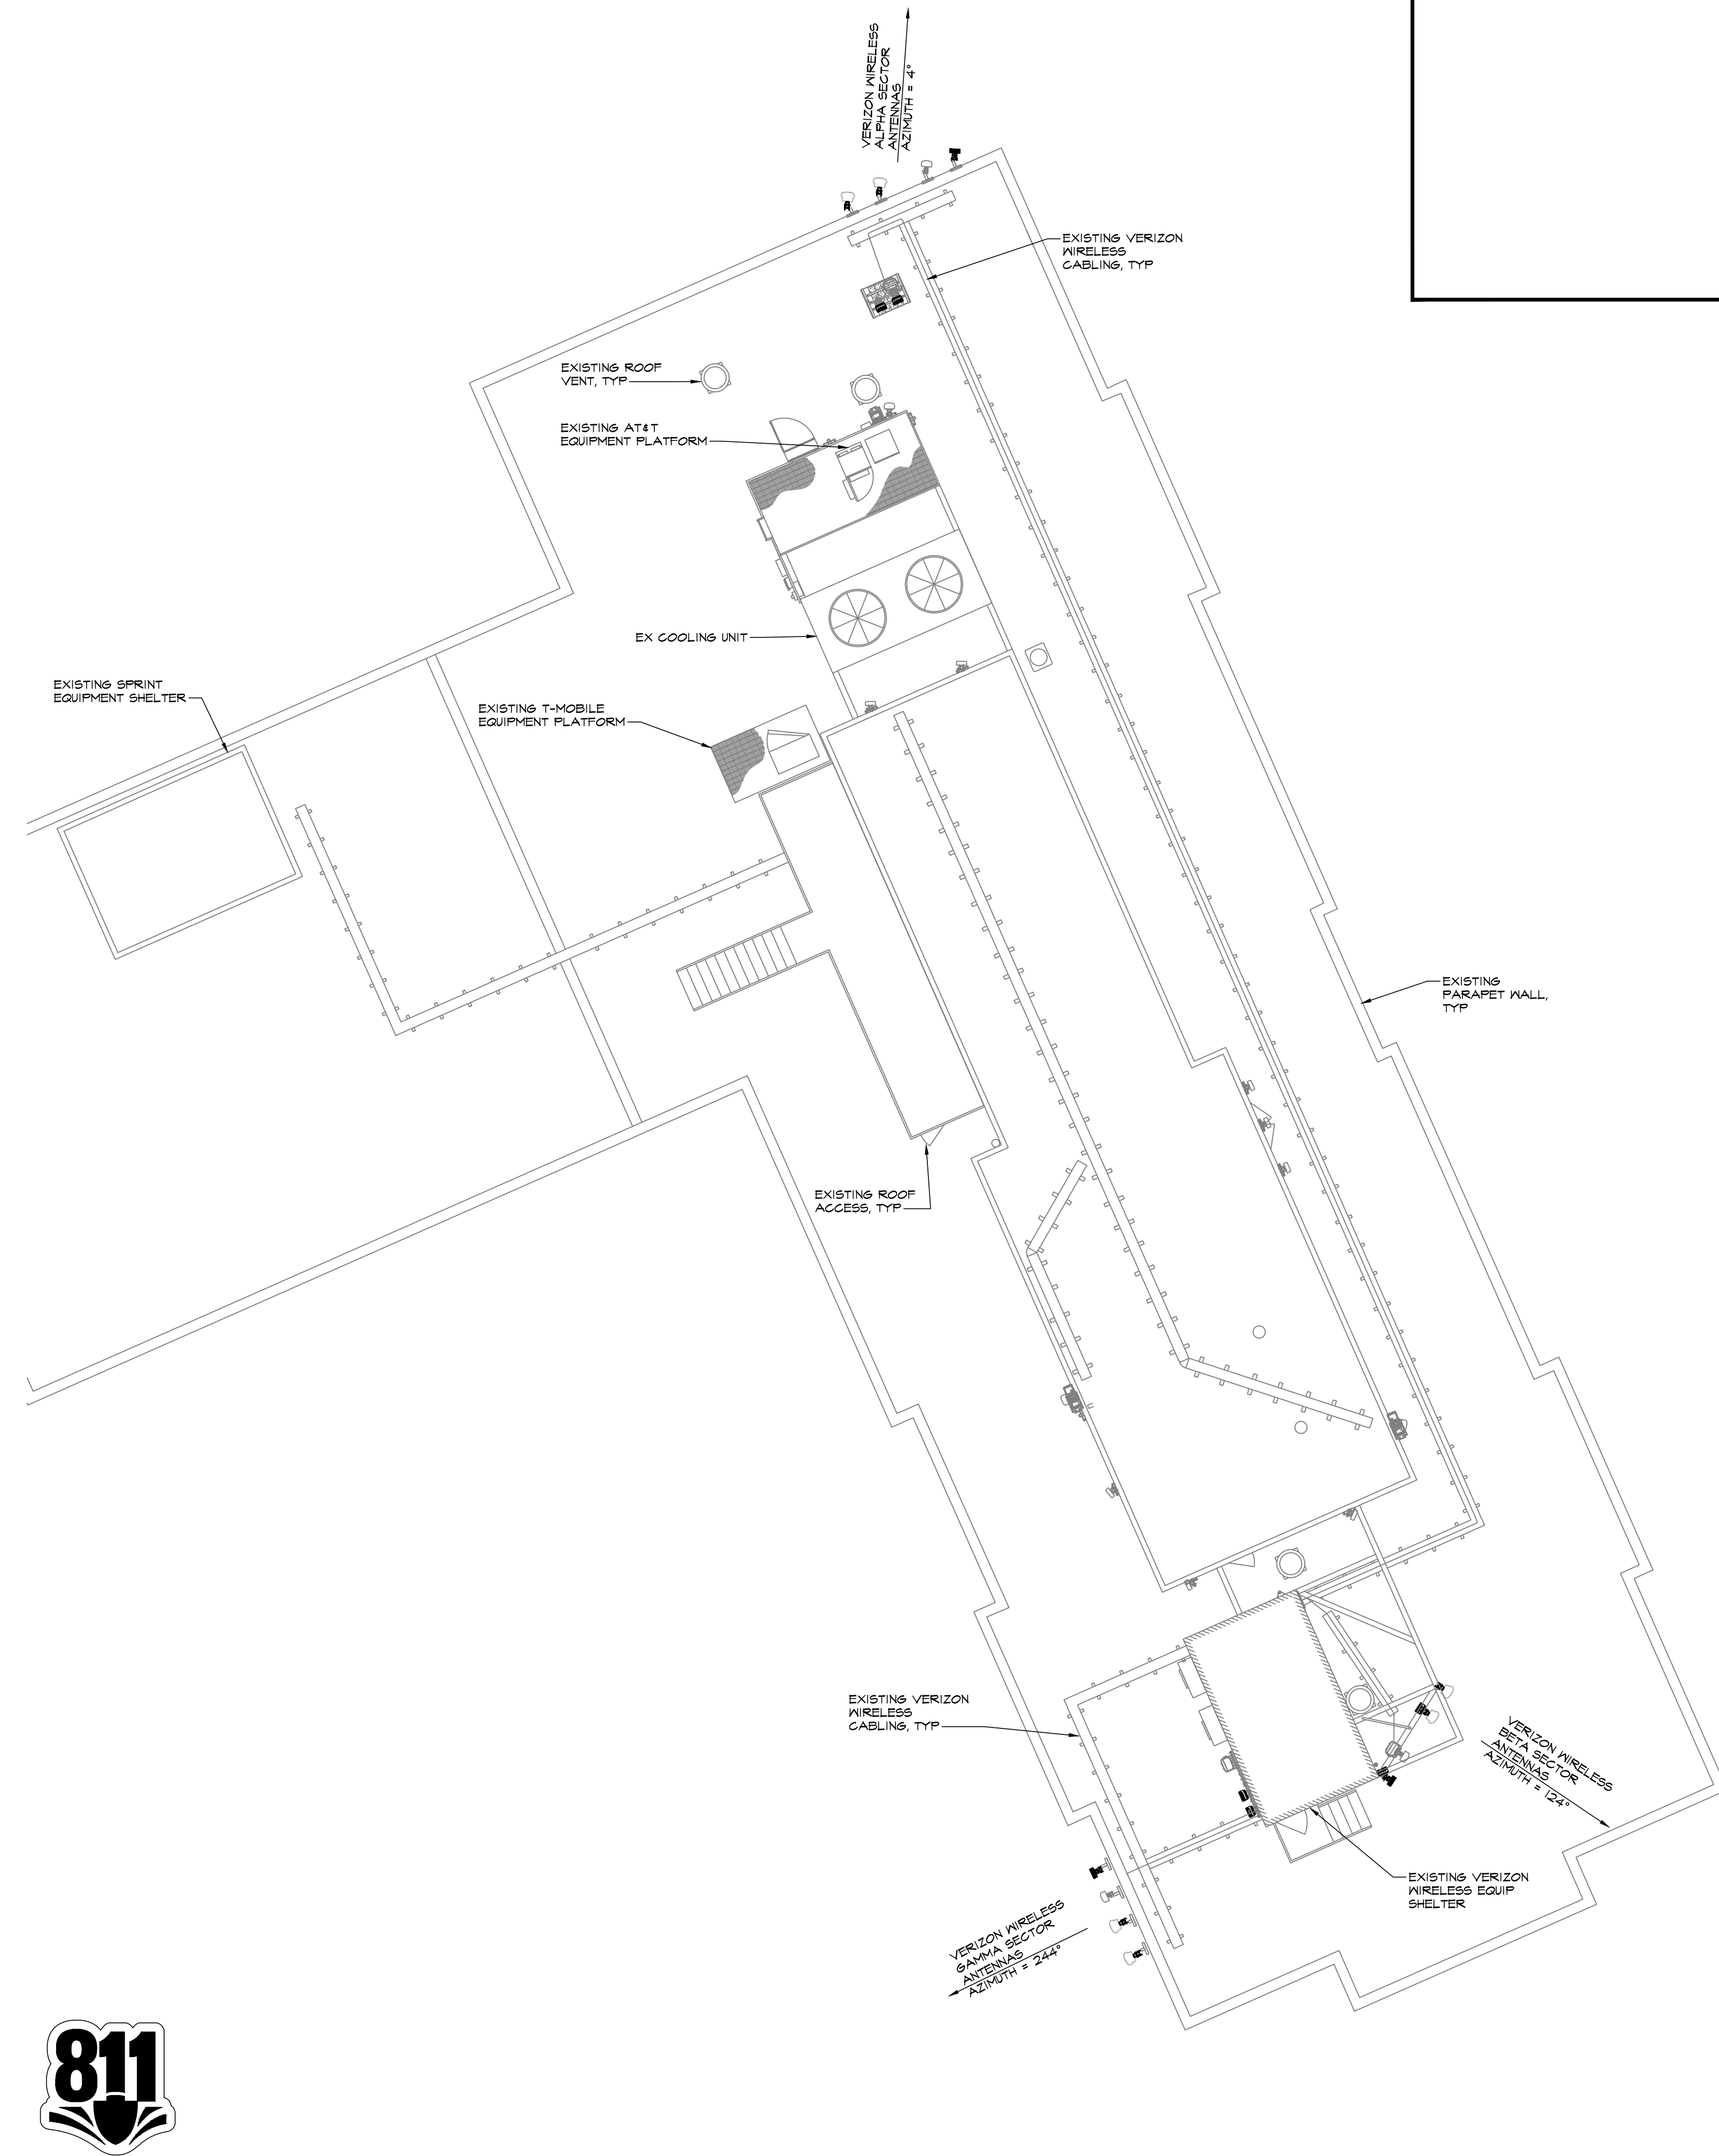 VERIZON WIRELESS
ALPHA SECTOR
ANTENNAS
AZIMUTH = 4°
EXISTING VERIZON
WIRELESS
CABLING, TYP
EXISTING ROOF
VENT, TYP
EXISTING AT&T
EQUIPMENT PLATFORM
EX COOLING UNIT
EXISTING SPRINT
EQUIPMENT SHELTER
EXISTING T-MOBILE
EQUIPMENT PLATFORM
EXISTING
PARAPET WALL,
TYP
EXISTING ROOF
ACCESS, TYP
EXISTING VERIZON
WIRELESS
CABLING, TYP
VERIZON WIRELESS
BETA SECTOR
ANTENNAS
AZIMUTH = 124°
EXISTING VERIZON
WIRELESS EQUIP
SHELTER
VERIZON WIRELESS
GAMMA SECTOR
ANTENNAS
AZIMUTH = 244°
811